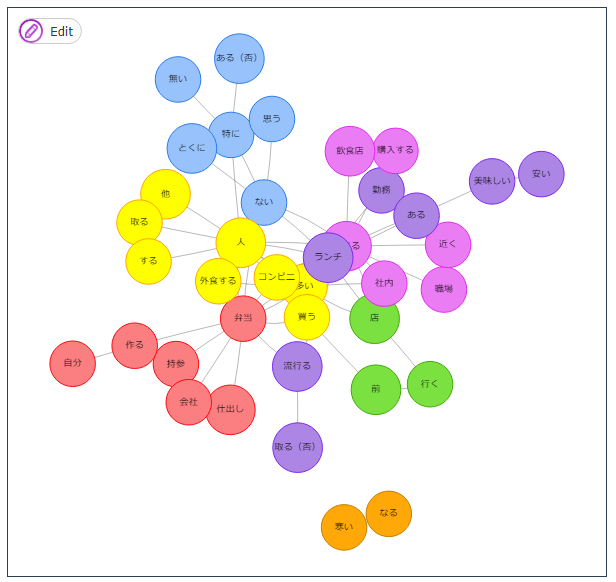 Edit
ある（否）
無い
思う
特に
とくに
飲食店
購入する
美味しい
安い
勤務
他
ない
ある
取る
人
近く
る
ランチ
する
外食する
コンビニ
多い
社内
職場
弁当
買う
店
作る
自分
持参
流行る
行く
前
会社
仕出し
取る（否）
なる
寒い